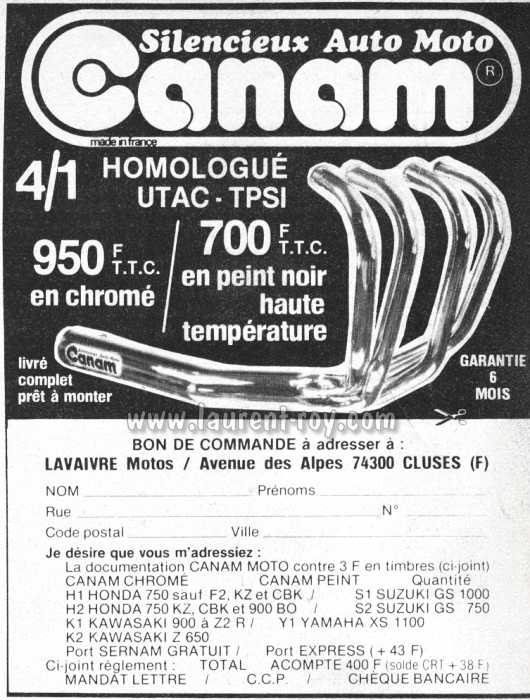 Silencieux Auto Moto
Canam ®
made in france
4/1 HOMOLOGUÉ
UTAC - TPSI
950 F T.T.C.
en chromé
700 F T.T.C.
en peint noir
haute
température
Silencieux Auto Moto
Canam
livré
complet
prêt à monter
GARANTIE
6
MOIS
www.laurent-roy.com
BON DE COMMANDE à adresser à :
LAVAIVRE Motos / Avenue des Alpes 74300 CLUSES (F)
NOM Prénoms
Rue N°
Code postal Ville
Je désire que vous m'adressiez :
La documentation CANAM MOTO contre 3 F en timbres (ci-joint)
CANAM CHROMÉ CANAM PEINT Quantité
H1 HONDA 750 sauf F2, KZ et CBK / S1 SUZUKI GS 1000
H2 HONDA 750 KZ, CBK et 900 BO / S2 SUZUKI GS 750
K1 KAWASAKI 900 à Z2 R / Y1 YAMAHA XS 1100
K2 KAWASAKI Z 650
Port SERNAM GRATUIT / Port EXPRESS (+ 43 F)
Ci-joint réglement : TOTAL ACOMPTE 400 F (solde CRT + 38 F)
MANDAT LETTRE / C.C.P. / CHÈQUE BANCAIRE